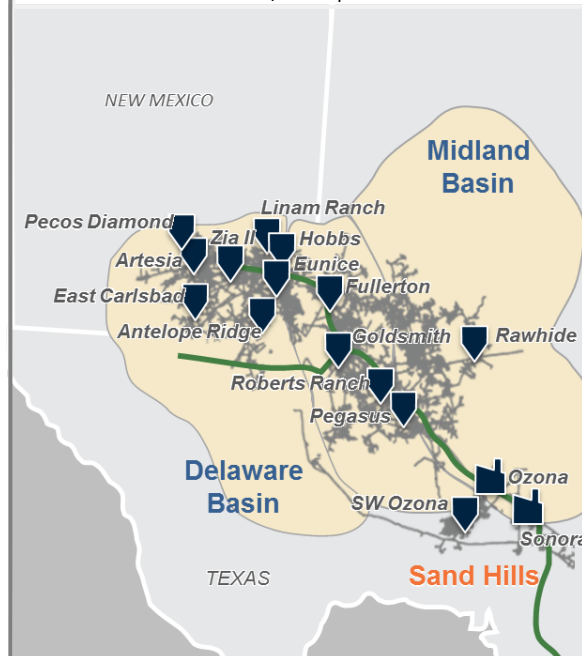 NEW MEXICO
Midland
Basin
Linam Ranch
Pecos Diamond
Zia II
Hobbs
Artesia
Eunice
East Carlsbad
Fullerton
Antelope Ridge
Goldsmith
Rawhide
Roberts Ranch
Pegasus
Delaware
Basin
Ozona
SW Ozona
Sonora
TEXAS
Sand Hills